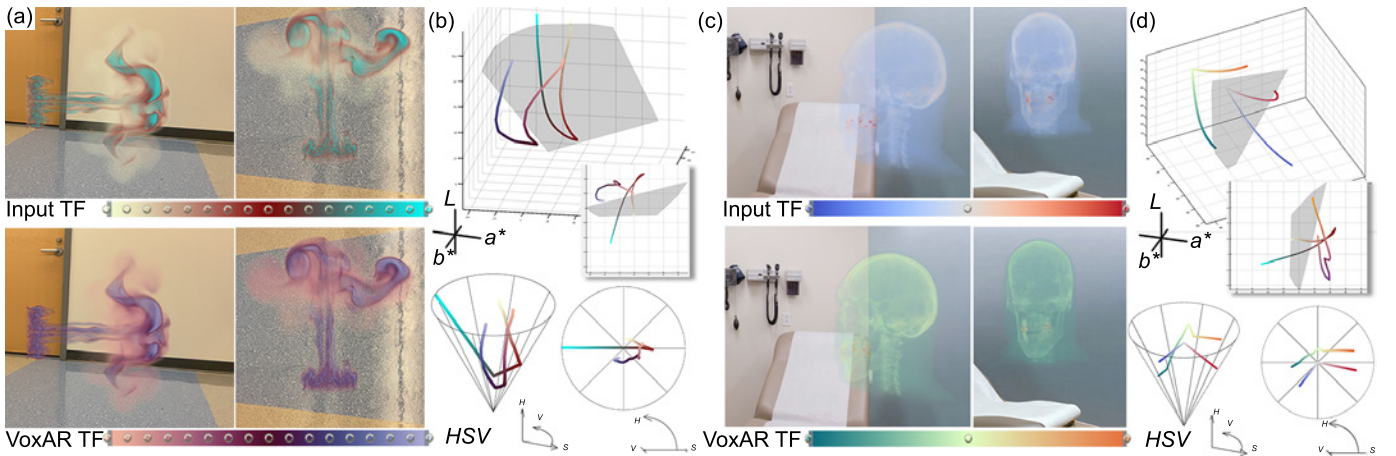 (a)
(b)
(c)
(d)
Input TF
L
a*
b*
Input TF
L
a*
b*
VoxAR TF
HSV
H
V
S
H
V
S
VoxAR TF
HSV
H
V
S
H
V
S